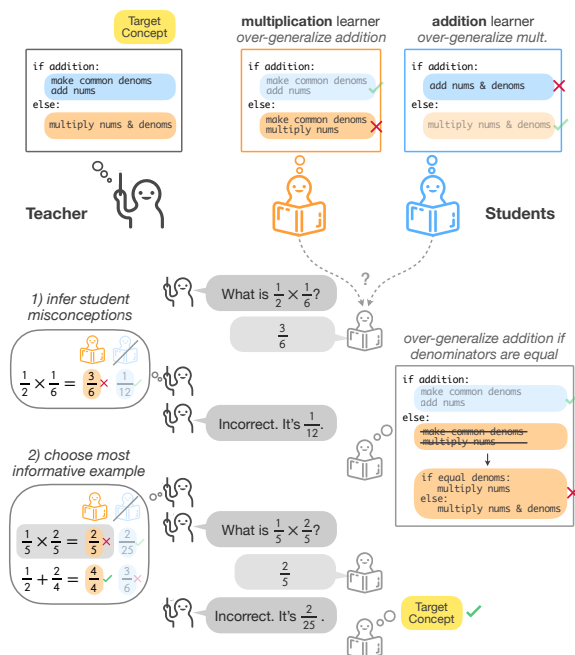 Target
Concept
multiplication learner
over-generalize addition
addition learner
over-generalize mult.
if addition:
make common denoms
add nums
else:
multiply nums & denoms
if addition:
make common denoms
add nums
else:
make common denoms
multiply nums
if addition:
add nums & denoms
else:
multiply nums & denoms
Teacher
Students
?
1) infer student
misconceptions
What is 1/2 × 1/6?
3/6
1/2 × 1/6 = 3/6 × 1/12 ✓
Incorrect. It's 1/12.
over-generalize addition if
denominators are equal
if addition:
make common denoms
add nums
else:
make common denoms
multiply nums
if equal denoms:
multiply nums
else:
multiply nums & denoms
2) choose most
informative example
1/5 × 2/5 = 2/5 × 2/25 ✓
1/2 + 2/4 = 4/4 ✓ 3/6 ×
What is 1/5 × 2/5?
2/5
Incorrect. It's 2/25.
Target
Concept